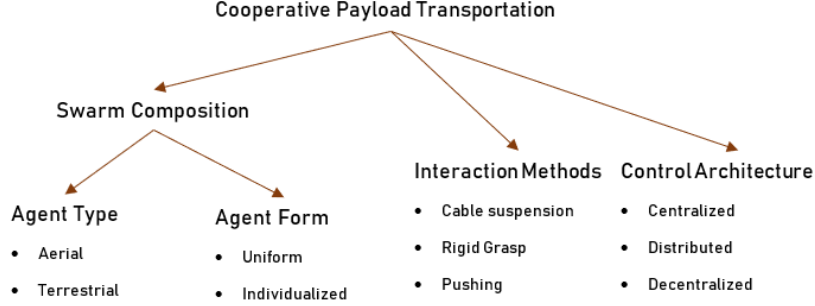 Cooperative Payload Transportation
Swarm Composition
Agent Type
• Aerial
• Terrestrial
Agent Form
• Uniform
• Individualized
Interaction Methods
• Cable suspension
• Rigid Grasp
• Pushing
Control Architecture
• Centralized
• Distributed
• Decentralized